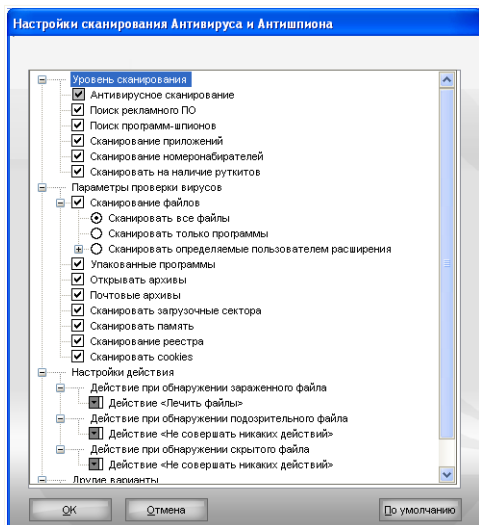 Настройки сканирования Антивируса и Антишпиона
Уровень сканирования
Антивирусное сканирование
Поиск рекламного ПО
Поиск программ-шпионов
Сканирование приложений
Сканирование номеронабирателей
Сканировать на наличие руткитов
Параметры проверки вирусов
Сканирование файлов
Сканировать все файлы
Сканировать только программы
Сканировать определяемые пользователем расширения
Упакованные программы
Открывать архивы
Почтовые архивы
Сканировать загрузочные сектора
Сканировать память
Сканирование реестра
Сканировать cookies
Настройки действия
Действие при обнаружении зараженного файла
Действие <Лечить файлы>
Действие при обнаружении подозрительного файла
Действие <Не совершать никаких действий>
Действие при обнаружении скрытого файла
Действие <Не совершать никаких действий>
Другие варианты
OK
Отмена
По умолчанию